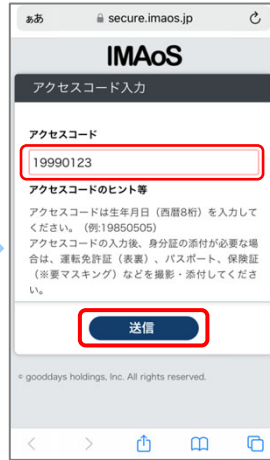 ああ
secure.imaos.jp
IMAoS
アクセスコード入力
アクセスコード
19990123
アクセスコードのヒント等
アクセスコードは生年月日（西暦8桁）を入力して
ください。（例:19850505）
アクセスコードの入力後、身分証の添付が必要な場
合は、運転免許証（表裏）、パスポート、保険証
（※要マスキング）などを撮影・添付してくださ
い。
送信
© gooddays holdings, Inc. All rights reserved.